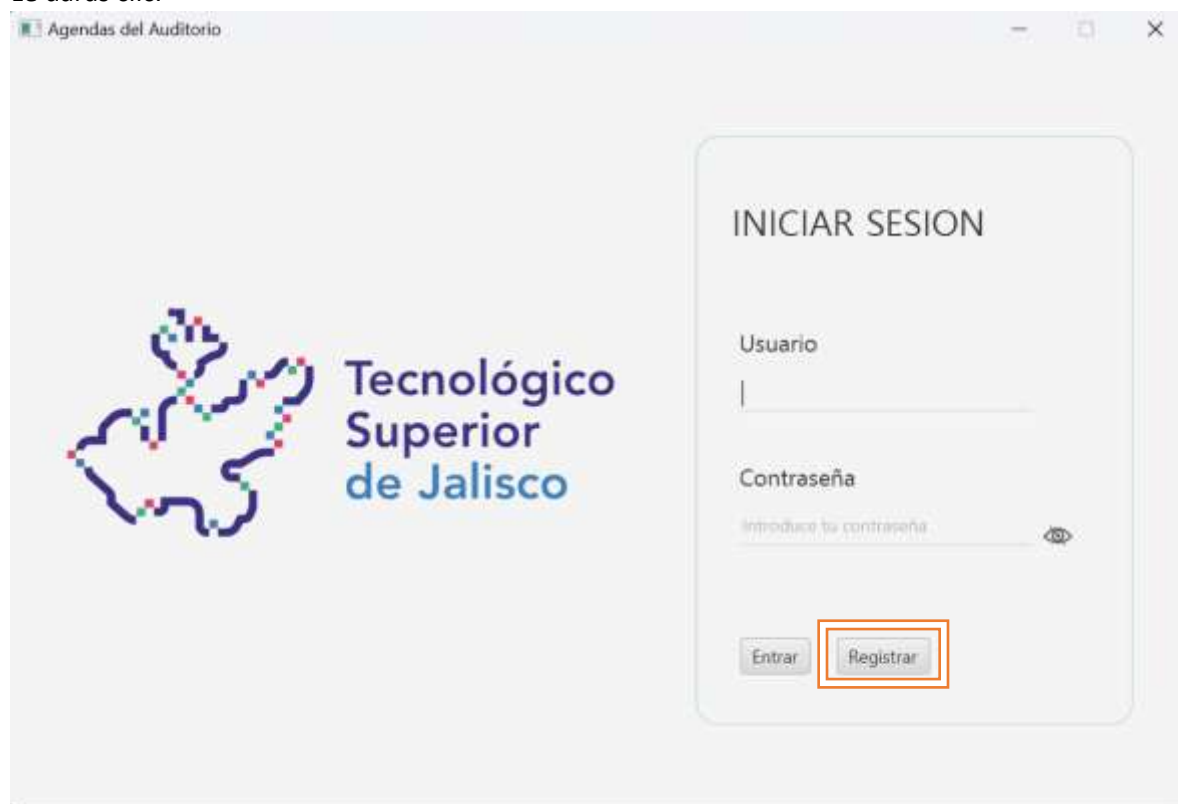 Agendas del Auditorio
INICIAR SESION
Usuario
Tecnológico
Superior
de Jalisco
Contraseña
Introduce tu contraseña
Entrar
Registrar